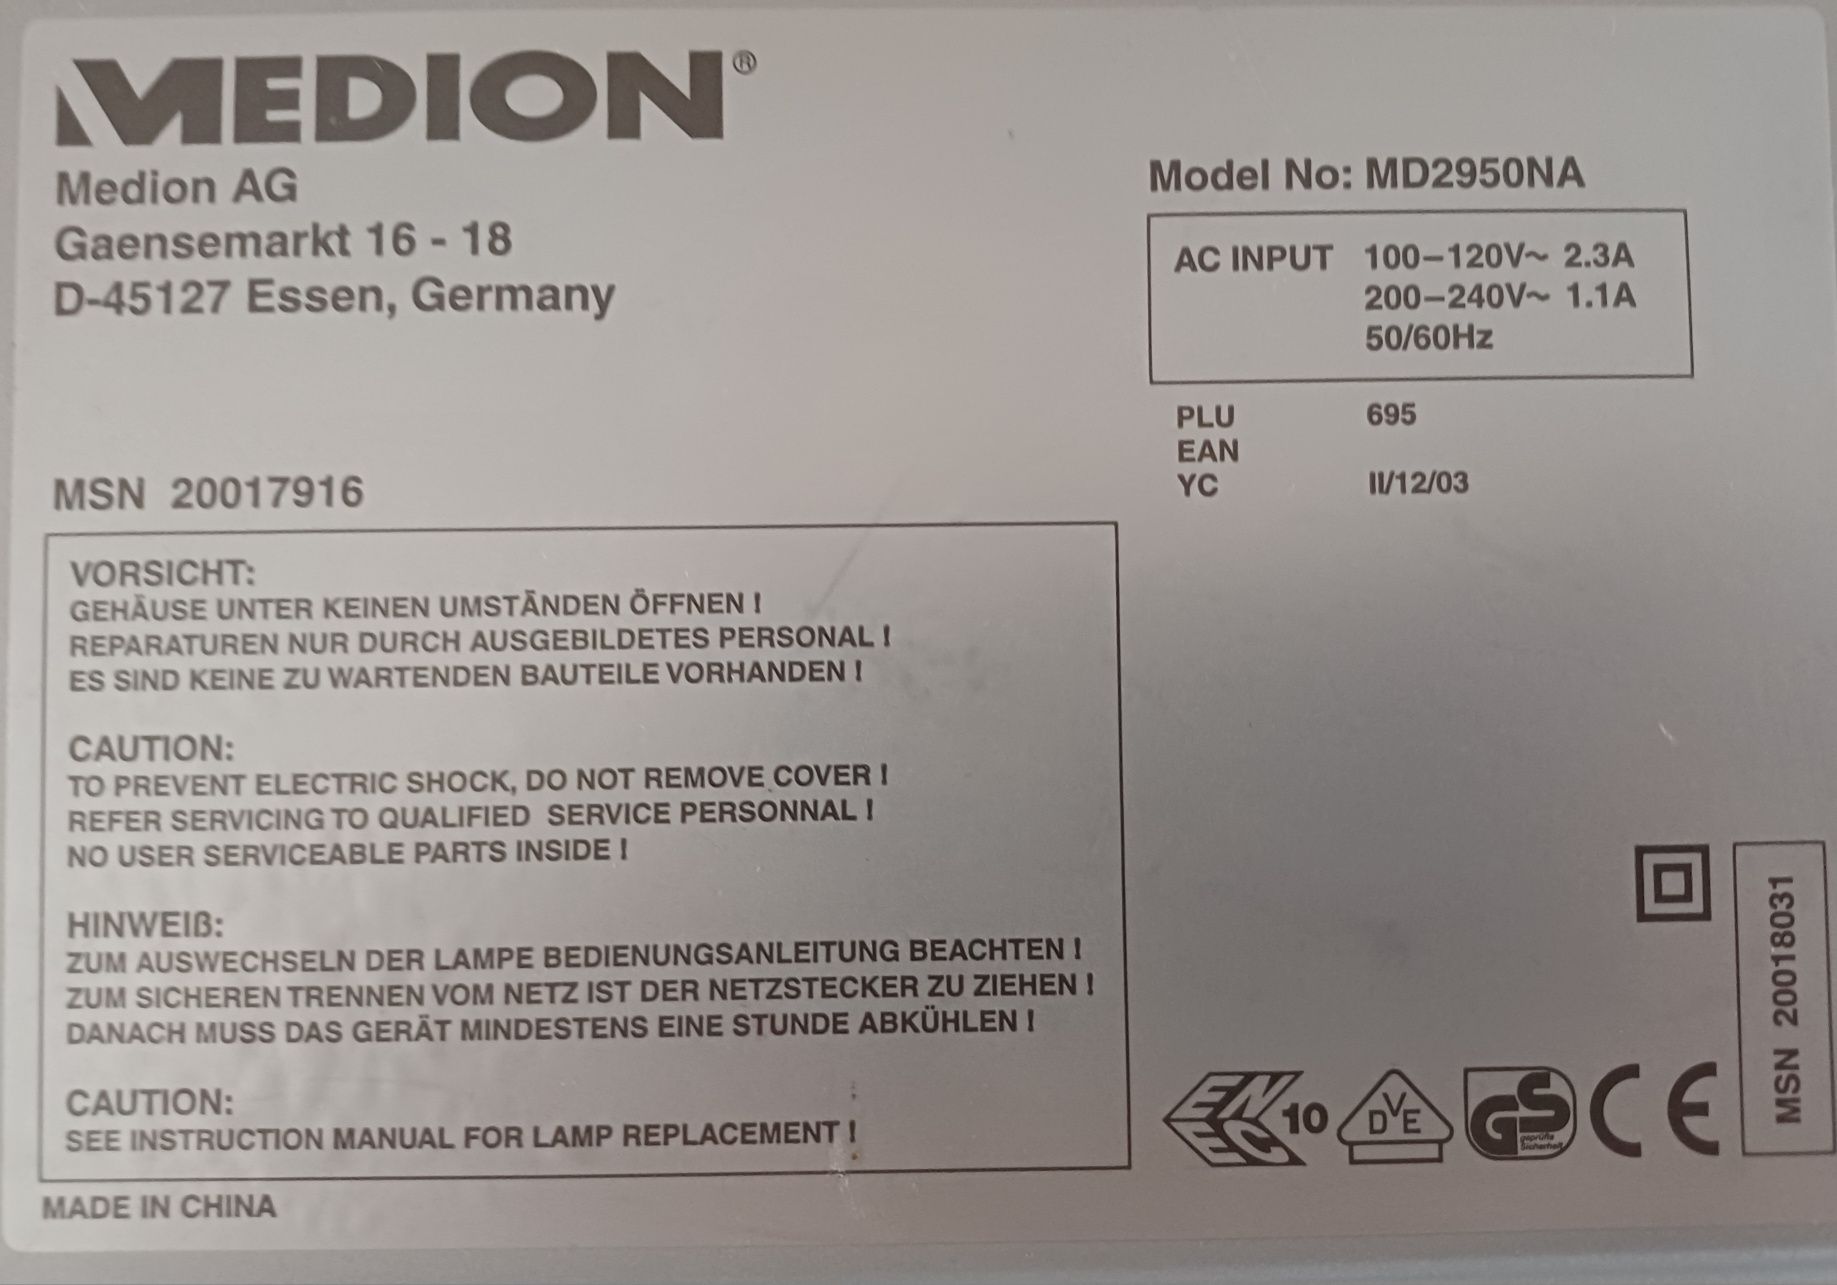 MEDION®
Medion AG
Gaensemarkt 16 - 18
D-45127 Essen, Germany
Model No: MD2950NA
AC INPUT 100–120V~ 2.3A
200–240V~ 1.1A
50/60Hz
PLU 695
EAN
YC II/12/03
MSN 20017916
VORSICHT:
GEHÄUSE UNTER KEINEN UMSTÄNDEN ÖFFNEN !
REPARATUREN NUR DURCH AUSGEBILDETES PERSONAL !
ES SIND KEINE ZU WARTENDEN BAUTEILE VORHANDEN !
CAUTION:
TO PREVENT ELECTRIC SHOCK, DO NOT REMOVE COVER !
REFER SERVICING TO QUALIFIED SERVICE PERSONNAL !
NO USER SERVICEABLE PARTS INSIDE !
HINWEIß:
ZUM AUSWECHSELN DER LAMPE BEDIENUNGSANLEITUNG BEACHTEN !
ZUM SICHEREN TRENNEN VOM NETZ IST DER NETZSTECKER ZU ZIEHEN !
DANACH MUSS DAS GERÄT MINDESTENS EINE STUNDE ABKÜHLEN !
CAUTION:
SEE INSTRUCTION MANUAL FOR LAMP REPLACEMENT !
MADE IN CHINA
EN
EC
10
DVE
GS
geprüfte
Sicherheit
CE
MSN 20018031